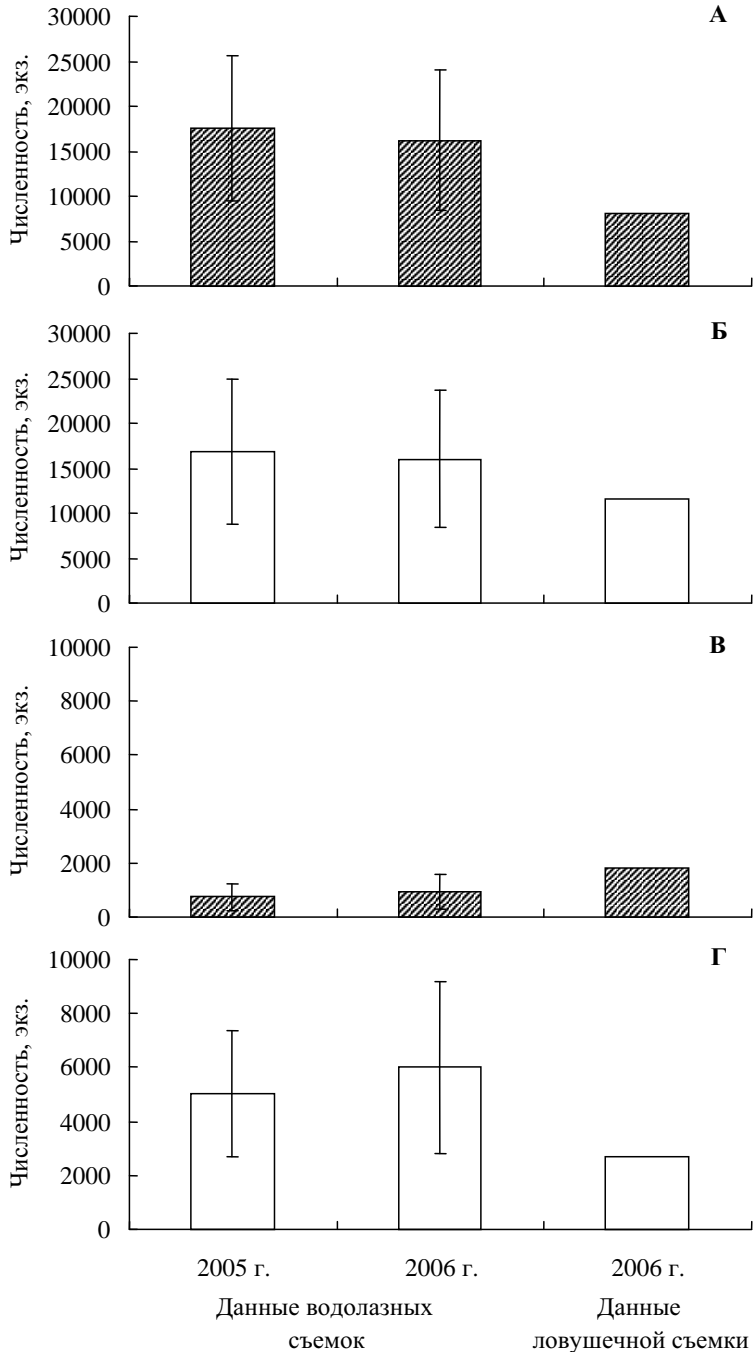 А
Численность, экз.
30000
25000
20000
15000
10000
5000
0
Б
Численность, экз.
30000
25000
20000
15000
10000
5000
0
В
Численность, экз.
10000
8000
6000
4000
2000
0
Г
Численность, экз.
10000
8000
6000
4000
2000
0
2005 г. 2006 г. 2006 г.
Данные водолазных Данные
съемок ловушечной съемки